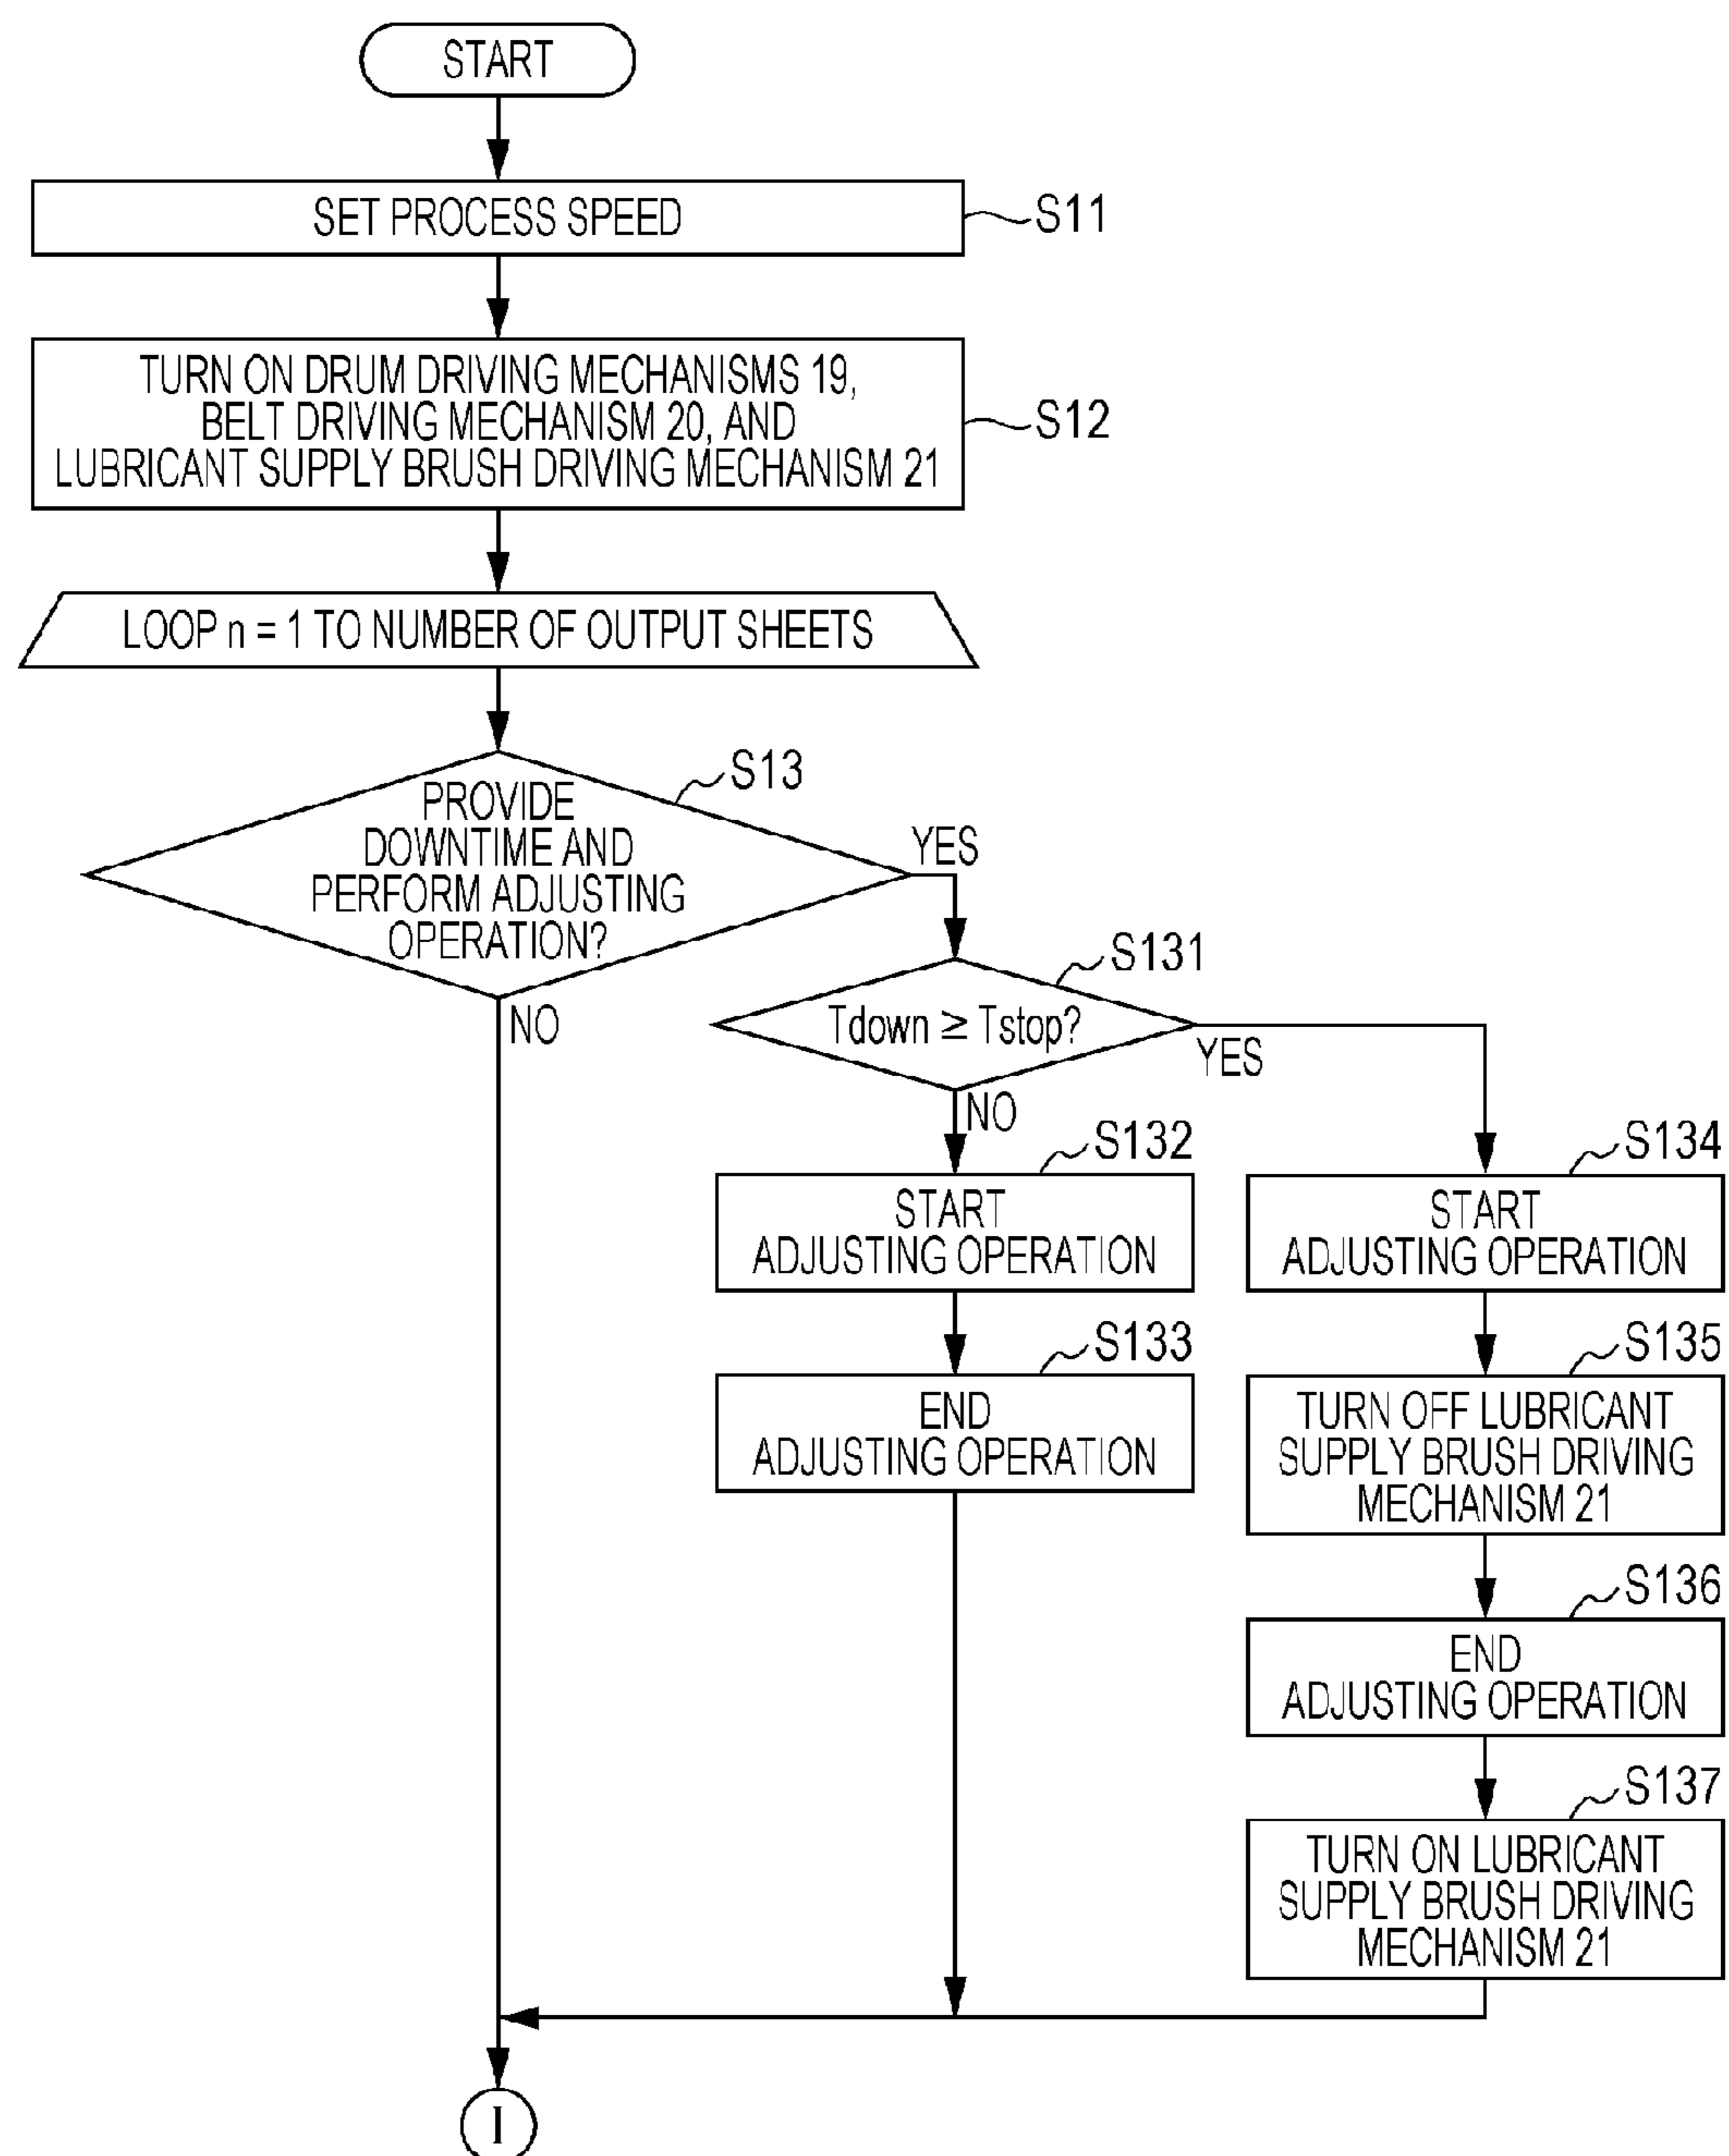 START
SET PROCESS SPEED
S11
TURN ON DRUM DRIVING MECHANISMS 19,
BELT DRIVING MECHANISM 20, AND
LUBRICANT SUPPLY BRUSH DRIVING MECHANISM 21
S12
LOOP n = 1 TO NUMBER OF OUTPUT SHEETS
S13
PROVIDE
DOWNTIME AND
PERFORM ADJUSTING
OPERATION?
YES
NO
S131
Tdown ≧ Tstop?
YES
NO
S132
START
ADJUSTING OPERATION
S133
END
ADJUSTING OPERATION
S134
START
ADJUSTING OPERATION
S135
TURN OFF LUBRICANT
SUPPLY BRUSH DRIVING
MECHANISM 21
S136
END
ADJUSTING OPERATION
S137
TURN ON LUBRICANT
SUPPLY BRUSH DRIVING
MECHANISM 21
I